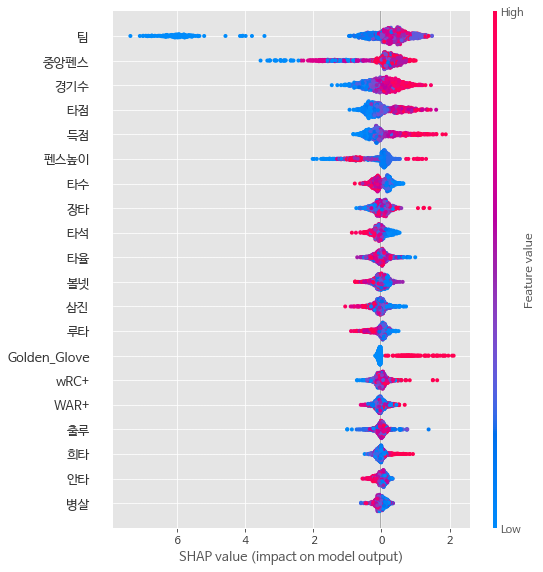 팀
중앙펜스
경기수
타점
득점
펜스높이
타수
장타
타석
타율
볼넷
삼진
루타
Golden_Glove
wRC+
WAR+
출루
희타
안타
병살
6 4 2 0 2
SHAP value (impact on model output)
High
Feature value
Low